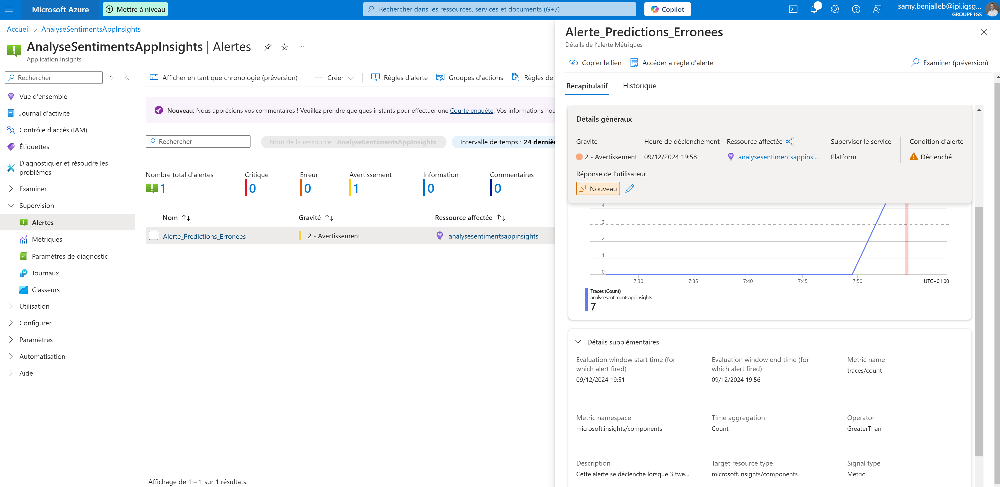 Microsoft Azure
Mettre à niveau
Rechercher dans les ressources, services et documents (G+/)
Copilot
1
samy.benjalleb@ipi.igsg...
GROUPE IGS
Accueil > AnalyseSentimentsAppInsights
AnalyseSentimentsAppInsights | Alertes
Application Insights
Rechercher
Vue d'ensemble
Journal d'activité
Contrôle d'accès (IAM)
Étiquettes
Diagnostiquer et résoudre les
problèmes
Examiner
Supervision
Alertes
Métriques
Paramètres de diagnostic
Journaux
Classeurs
Utilisation
Configurer
Paramètres
Automatisation
Aide
Afficher en tant que chronologie (préversion)
Créer
Règles d'alerte
Groupes d'actions
Règles de
Nouveau: Nous apprécions vos commentaires ! Veuillez prendre quelques instants pour effectuer une Courte enquête. Vos informations nou
Rechercher
Nom de la ressource : AnalyseSentimentsAppInsights
Intervalle de temps : 24 dernièr
Nombre total d'alertes
1
Critique
0
Erreur
0
Avertissement
1
Information
0
Commentaires
0
Nom
Gravité
Ressource affectée
Alerte_Predictions_Erronees
2 - Avertissement
analysesentimentsappinsights
Affichage de 1 – 1 sur 1 résultats.
Alerte_Predictions_Erronees
Détails de l'alerte Métriques
Copier le lien
Accéder à règle d'alerte
Examiner (préversion)
Récapitulatif
Historique
Détails généraux
Gravité
2 - Avertissement
Heure de déclenchement
09/12/2024 19:58
Ressource affectée
analysesentimentsappinsi...
Superviser le service
Platform
Condition d'alerte
Déclenché
Réponse de l'utilisateur
Nouveau
4
3
2
1
0
7:30
7:35
7:40
7:45
7:50
UTC+01:00
Traces (Count)
analysesentimentsappinsights
7
Détails supplémentaires
Evaluation window start time (for
which alert fired)
09/12/2024 19:51
Evaluation window end time (for
which alert fired)
09/12/2024 19:56
Metric name
traces/count
Metric namespace
microsoft.insights/components
Time aggregation
Count
Operator
GreaterThan
Description
Cette alerte se déclenche lorsque 3 twe...
Target resource type
microsoft.insights/components
Signal type
Metric